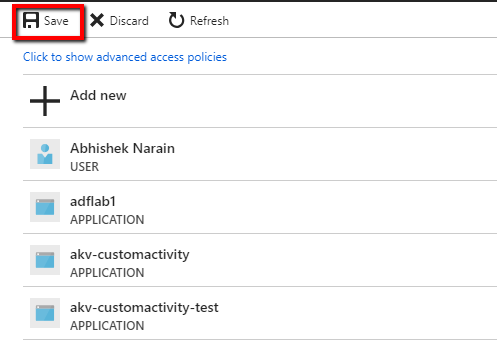 Save Discard Refresh
Click to show advanced access policies
Add new
Abhishek Narain
USER
adflab1
APPLICATION
akv-customactivity
APPLICATION
akv-customactivity-test
APPLICATION